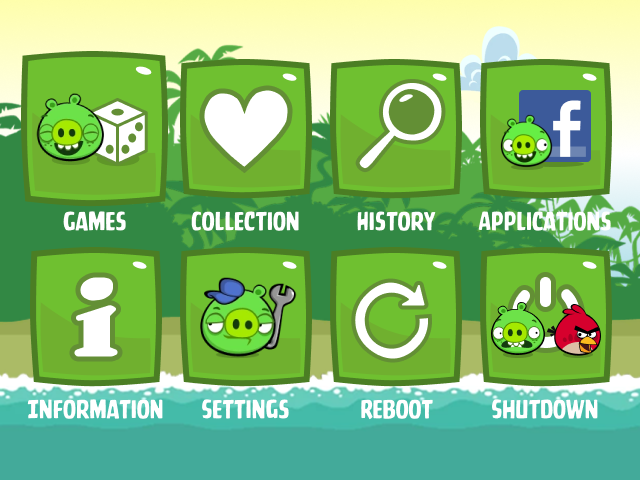 GAMES
COLLECTION
HISTORY
f
APPLICATIONS
INFORMATION
SETTINGS
REBOOT
SHUTDOWN